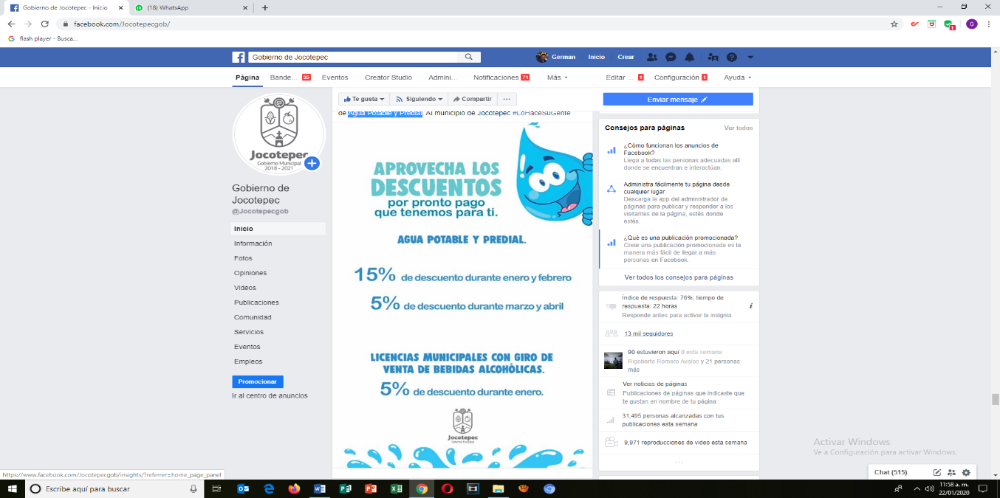 Gobierno de Jocotepec - Inicio
(18) WhatsApp
facebook.com/Jocotepecgob/
flash player - Busca...
Gobierno de Jocotepec
German
Inicio
Crear
Página
Bande... 35
Eventos
Creator Studio
Admini...
Notificaciones 71
Más
Editar ... 1
Configuración 1
Ayuda
Jocotepec
Gobierno Municipal
2018 - 2021
Gobierno de
Jocotepec
@Jocotepecgob
Inicio
Información
Fotos
Opiniones
Videos
Publicaciones
Comunidad
Servicios
Eventos
Empleos
Promocionar
Ir al centro de anuncios
Te gusta
Siguiendo
Compartir
...
Enviar mensaje
de Agua Potable y Predial. Al municipio de Jocotepec #LoHaceSuGente
APROVECHA LOS
DESCUENTOS
por pronto pago
que tenemos para ti.
AGUA POTABLE Y PREDIAL.
15% de descuento durante enero y febrero
5% de descuento durante marzo y abril
LICENCIAS MUNICIPALES CON GIRO DE
VENTA DE BEBIDAS ALCOHÓLICAS.
5% de descuento durante enero.
Jocotepec
Gobierno Municipal
Consejos para páginas
Ver todos
¿Cómo funcionan los anuncios de
Facebook?
Llega a todas las personas adecuadas allí
donde se encuentran e interactúan.
Administra fácilmente tu página desde
cualquier lugar
Descarga la app del administrador de
páginas para publicar y responder a los
visitantes de la página, estés donde
estés.
¿Qué es una publicación promocionada?
Crear una publicación promocionada es la
manera más fácil de llegar a más
personas en Facebook.
Ver todos los consejos para páginas
Índice de respuesta: 76%; tiempo de
respuesta: 22 horas
Responde antes para activar la insignia
13 mil seguidores
90 estuvieron aquí 0 esta semana
Rigoberto Romero Avalos y 21 personas
más
Ver noticias de páginas
Publicaciones de páginas que indicaste que
te gustan en nombre de tu página
31,495 personas alcanzadas con tus
publicaciones esta semana
9,971 reproducciones de video esta semana
...
Activar Windows
Ve a Configuración para activar Windows.
https://www.facebook.com/Jocotepecgob/insights/?referrer=home_page_panel
Chat (515)
Escribe aquí para buscar
11:58 a. m.
22/01/2020